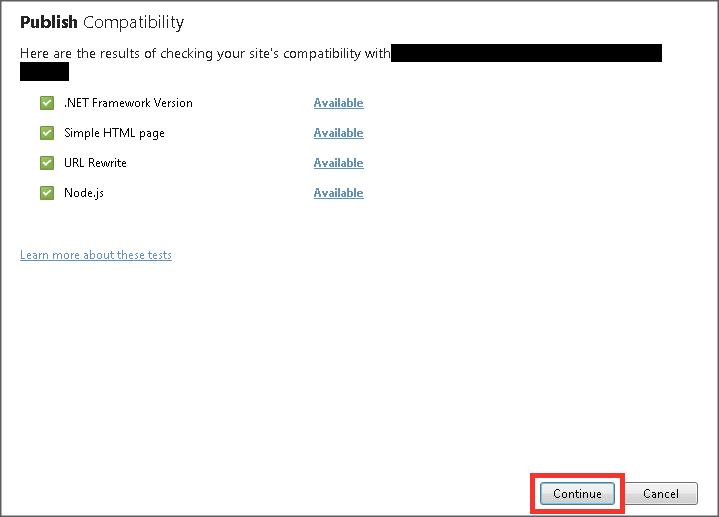 Publish Compatibility
Here are the results of checking your site's compatibility with
.NET Framework Version Available
Simple HTML page Available
URL Rewrite Available
Node.js Available
Learn more about these tests
Continue Cancel